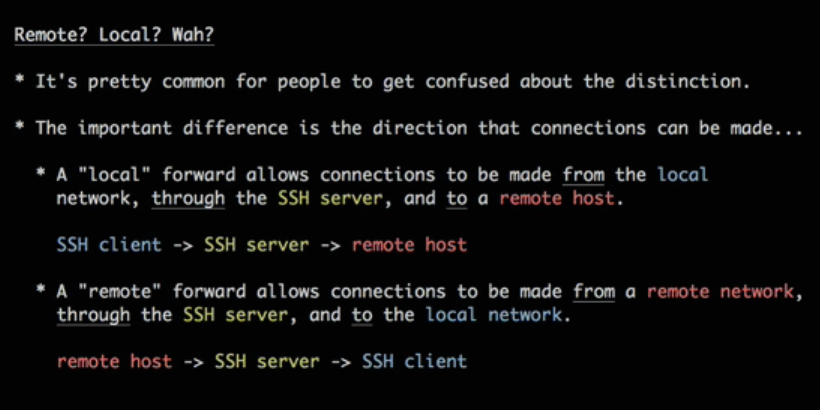 Remote? Local? Wah?
* It's pretty common for people to get confused about the distinction.
* The important difference is the direction that connections can be made...
* A "local" forward allows connections to be made from the local
network, through the SSH server, and to a remote host.
SSH client -> SSH server -> remote host
* A "remote" forward allows connections to be made from a remote network,
through the SSH server, and to the local network.
remote host -> SSH server -> SSH client